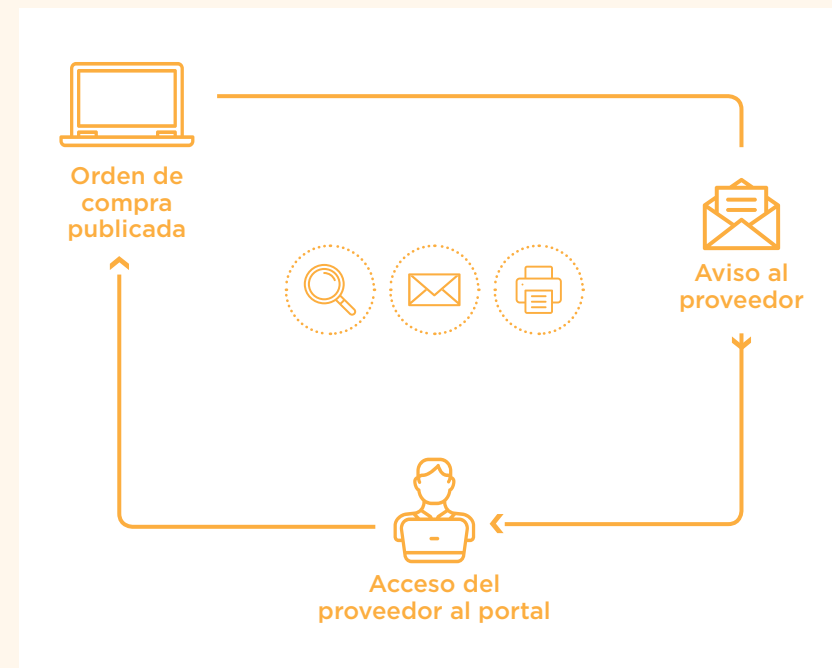 Orden de
compra
publicada
Aviso al
proveedor
Acceso del
proveedor al portal